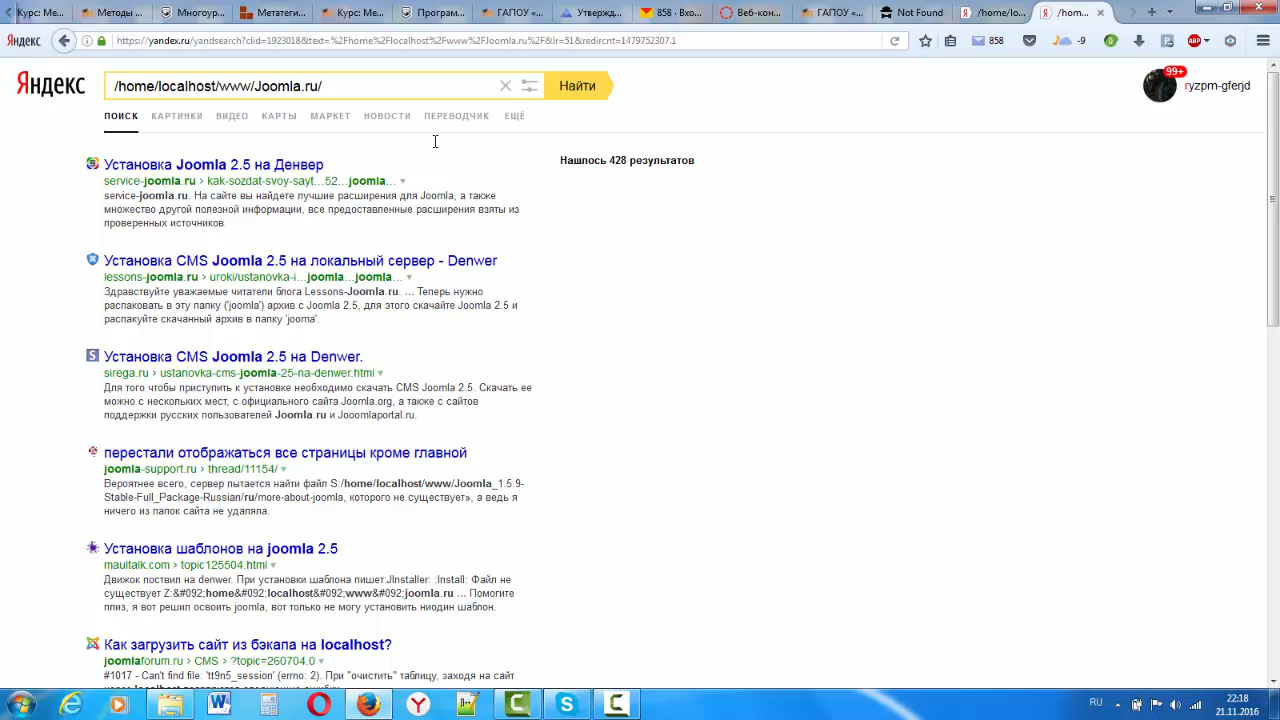 Курс Ме...
Методы...
Многоур...
Метатеги...
Курс: Ме...
Програм...
ГАПОУ «...
Утвержд...
858 · Вхо...
Веб-кон...
ГАПОУ «...
Not Found
/home/lo...
/hom...
Яндекс
https://yandex.ru/yandsearch?clid=1923018&text=%2Fhome%2Flocalhost%2Fwww%2FJoomla.ru%2F&lr=51&redircnt=1479752307.1
858
-9
0
ABP
Яндекс
/home/localhost/www/Joomla.ru/
Найти
99+
ryzpm-gferjd
ПОИСК КАРТИНКИ ВИДЕО КАРТЫ МАРКЕТ НОВОСТИ ПЕРЕВОДЧИК ЕЩЁ
Нашлось 428 результатов
Установка Joomla 2.5 на Денвер
service-joomla.ru › kak-sozdat-svoy-sayt...52...joomla...
service-joomla.ru. На сайте вы найдете лучшие расширения для Joomla, а также
множество другой полезной информации, все предоставленные расширения взяты из
проверенных источников.
Установка CMS Joomla 2.5 на локальный сервер - Denwer
lessons-joomla.ru › uroki/ustanovka-i...joomla...joomla...
Здравствуйте уважаемые читатели блога Lessons-Joomla.ru. ... Теперь нужно
распаковать в эту папку ('joomla') архив с Joomla 2.5, для этого скачайте Joomla 2.5 и
распакуйте скачанный архив в папку 'jooma'.
Установка CMS Joomla 2.5 на Denwer.
sirega.ru › ustanovka-cms-joomla-25-na-denwer.html
Для того чтобы приступить к установке необходимо скачать CMS Joomla 2.5. Скачать ее
можно с нескольких мест, с официального сайта Joomla.org, а также с сайтов
поддержки русских пользователей Joomla.ru и Jooomlaportal.ru.
перестали отображаться все страницы кроме главной
joomla-support.ru › thread/11154/
Вероятнее всего, сервер пытается найти файл S:/home/localhost/www/Joomla_1.5.9-
Stable-Full_Package-Russian/ru/more-about-joomla, которого не существует», а ведь я
ничего из папок сайта не удаляла.
Установка шаблонов на joomla 2.5
maultalk.com › topic125504.html
Движок поствил на denwer. При установки шаблона пишет:JInstaller: :Install: Файл не
существует Z:&#092;home&#092;localhost&#092;www&#092;joomla.ru ... Помогите
плиз, я вот решил освоить joomla, вот только не могу установить ниодин шаблон.
Как загрузить сайт из бэкапа на localhost?
joomlaforum.ru › CMS › ?topic=260704.0
#1017 - Can't find file: 'tt9n5_session' (errno: 2). При "очистить" таблицу, заходя на сайт
RU
22:18
21.11.2016